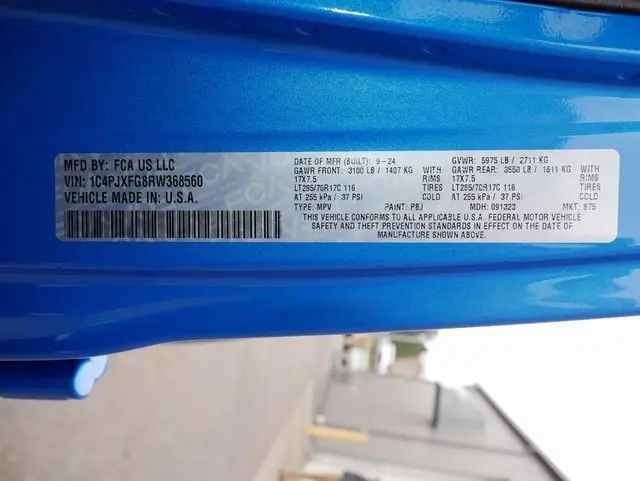 MFD BY: FCA US LLC
VIN: 1C4PJXFG8RW368560
VEHICLE MADE IN: U.S.A.
DATE OF MFR (BUILT): 9-24
GAWR FRONT: 3100 LB / 1407 KG WITH
17X7.5 RIMS
LT285/70R17C 116 TIRES
AT 255 kPa / 37 PSI COLD
TYPE: MPV PAINT: PBJ
GVWR: 5975 LB / 2711 KG
GAWR REAR: 3550 LB / 1611 KG WITH
17X7.5 RIMS
LT285/70R17C 116 TIRES
AT 255 kPa / 37 PSI COLD
MDH: 091323 MKT: 875
THIS VEHICLE CONFORMS TO ALL APPLICABLE U.S.A. FEDERAL MOTOR VEHICLE
SAFETY AND THEFT PREVENTION STANDARDS IN EFFECT ON THE DATE OF
MANUFACTURE SHOWN ABOVE.